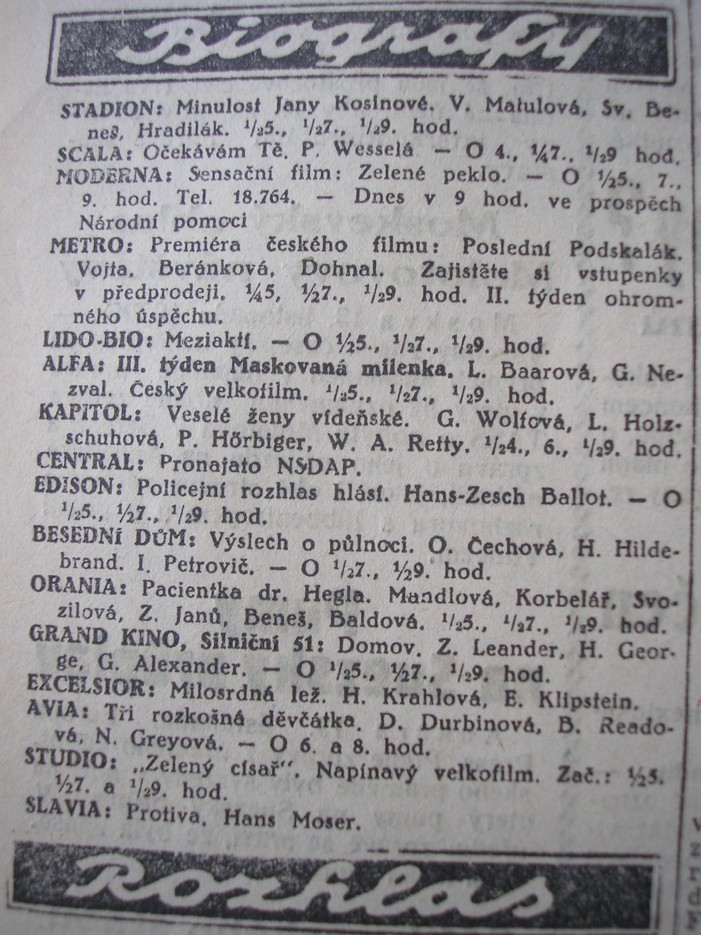 Biografy
STADION: Minulost Jany Kosinové. V. Matulová, Sv. Be-
neš, Hradilák. ½5., ½7., ½9. hod.
SCALA: Očekávám Tě. P. Wesselá — O 4., ¼7., ½9 hod.
MODERNA: Sensační film: Zelené peklo. — O ½5., 7.,
9. hod. Tel. 18.764. — Dnes v 9 hod. ve prospěch
Národní pomoci
METRO: Premiéra českého filmu: Poslední Podskalák.
Vojta, Beránková, Dohnal. Zajistěte si vstupenky
v předprodeji. ¼5, ½7., ½9. hod. II. týden ohrom-
ného úspěchu.
LIDO-BIO: Meziaktí. — O ½5., ½7., ½9. hod.
ALFA: III. týden Maskovaná milenka. L. Baarová, G. Ne-
zval. Český velkofilm. ½5., ½7., ½9. hod.
KAPITOL: Veselé ženy vídeňské. G. Wolfová, L. Holz-
schuhová, P. Hörbiger, W. A. Retty. ½4., 6., ½9. hod.
CENTRAL: Pronajato NSDAP.
EDISON: Policejní rozhlas hlásí. Hans-Zesch Ballot. — O
½5., ½7., ½9. hod.
BESEDNÍ DŮM: Výslech o půlnoci. O. Čechová, H. Hilde-
brand. I. Petrovič. — O ½7., ½9. hod.
ORANIA: Pacientka dr. Hegla. Mandlová, Korbelář, Svo-
zilová, Z. Janů, Beneš, Baldová. ½5., ½7., ½9. hod.
GRAND KINO, Silniční 51: Domov. Z. Leander, H. Geor-
ge, G. Alexander. — O ½5., ½7., ½9. hod.
EXCELSIOR: Milosrdná lež. H. Krahlová, E. Klipstein.
AVIA: Tři rozkošná děvčátka. D. Durbinová, B. Reado-
vá, N. Greyová. — O 6. a 8. hod.
STUDIO: „Zelený císař". Napínavý velkofilm. Zač.: ½5.
½7. a ½9. hod.
SLAVIA: Protiva. Hans Moser.
Rozhlas